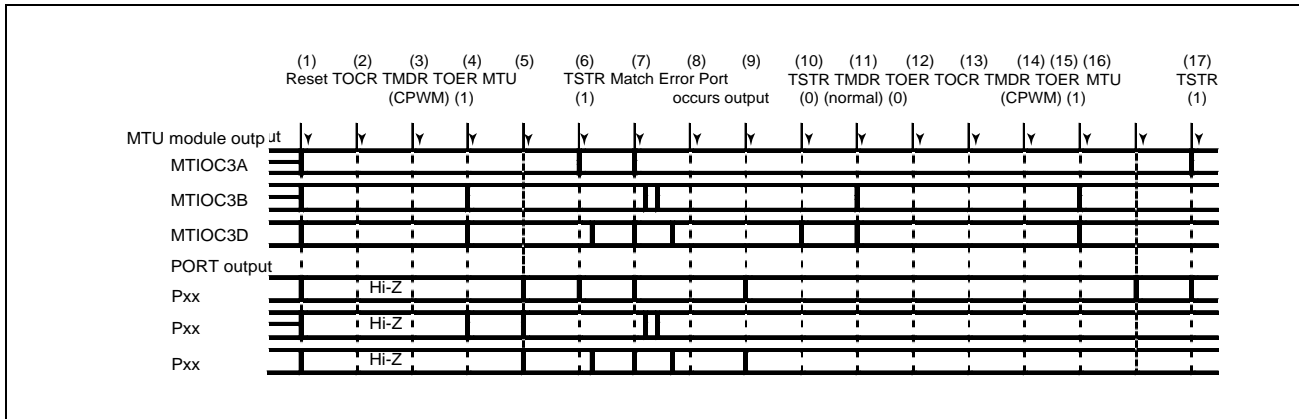 (1) (2) (3) (4) (5) (6) (7) (8) (9) (10) (11) (12) (13) (14) (15) (16) (17)
Reset TOCR TMDR TOER MTU TSTR Match Error Port TSTR TMDR TOER TOCR TMDR TOER MTU TSTR
(CPWM) (1) (1) occurs output (0) (normal) (0) (CPWM) (1) (1)
MTU module output
MTIOC3A
MTIOC3B
MTIOC3D
PORT output
Pxx Hi-Z
Pxx Hi-Z
Pxx Hi-Z